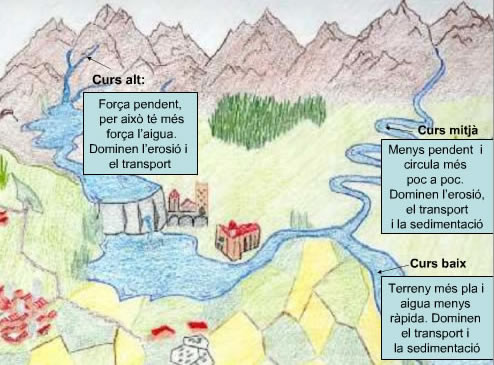 Curs alt:
Força pendent,
per això té més
força l'aigua.
Dominen l'erosió i
el transport
Curs mitjà
Menys pendent i
circula més
poc a poc.
Dominen l'erosió,
el transport
i la sedimentació
Curs baix
Terreny més pla i
aigua menys
ràpida. Dominen
el transport i
la sedimentació